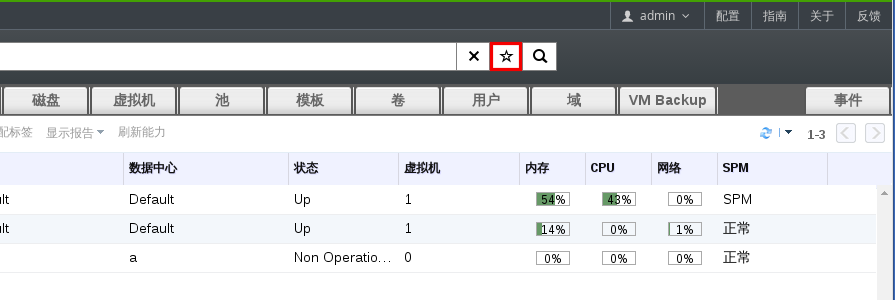 admin 配置 指南 关于 反馈
磁盘 虚拟机 池 模板 卷 用户 域 VM Backup 事件
配标签 显示报告 刷新能力 1-3
数据中心 状态 虚拟机 内存 CPU 网络 SPM
ult Default Up 1 54% 43% 0% SPM
ult Default Up 1 14% 0% 1% 正常
a Non Operatio... 0 0% 0% 0% 正常